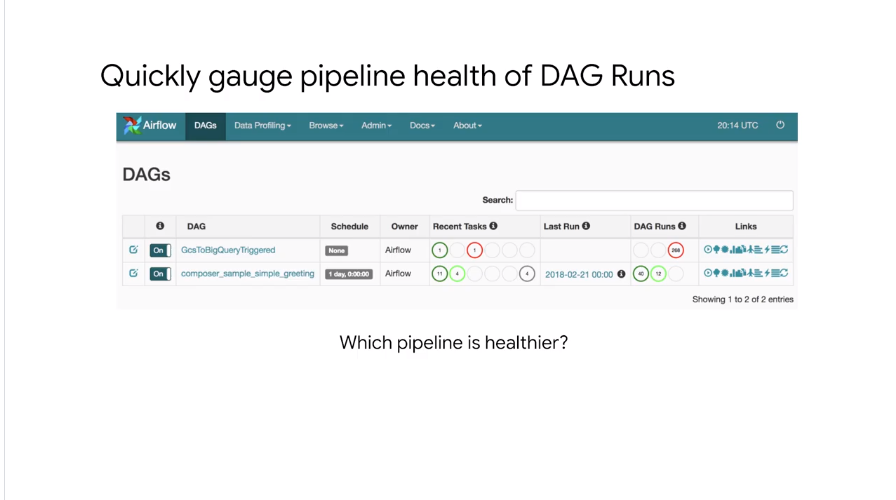 Quickly gauge pipeline health of DAG Runs
Airflow DAGs Data Profiling Browse Admin Docs About 20:14 UTC
DAGs
Search:
DAG Schedule Owner Recent Tasks Last Run DAG Runs Links
On GcsToBigQueryTriggered None Airflow 1 1 268
On composer_sample_simple_greeting 1 day, 0:00:00 Airflow 11 4 4 2018-02-21 00:00 40 12
Showing 1 to 2 of 2 entries
Which pipeline is healthier?